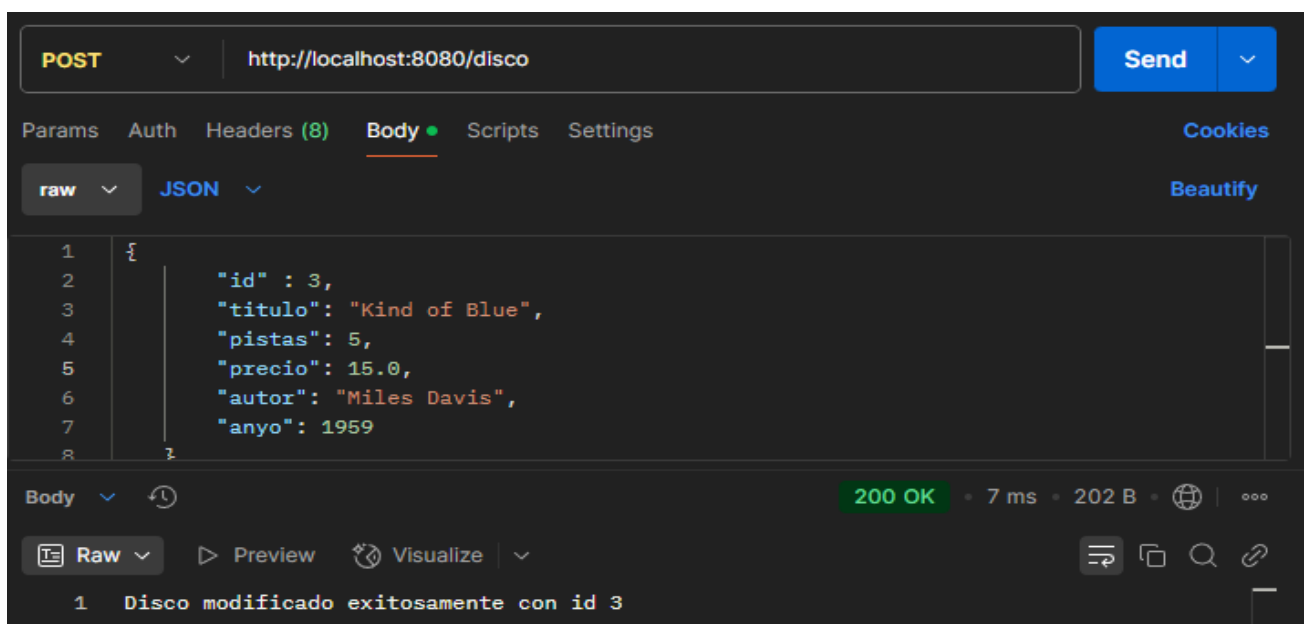 POST http://localhost:8080/disco Send
Params Auth Headers (8) Body Scripts Settings Cookies
raw JSON Beautify
1 {
2 "id" : 3,
3 "titulo": "Kind of Blue",
4 "pistas": 5,
5 "precio": 15.0,
6 "autor": "Miles Davis",
7 "anyo": 1959
8 }
Body 200 OK • 7 ms • 202 B •
Raw Preview Visualize
1 Disco modificado exitosamente con id 3